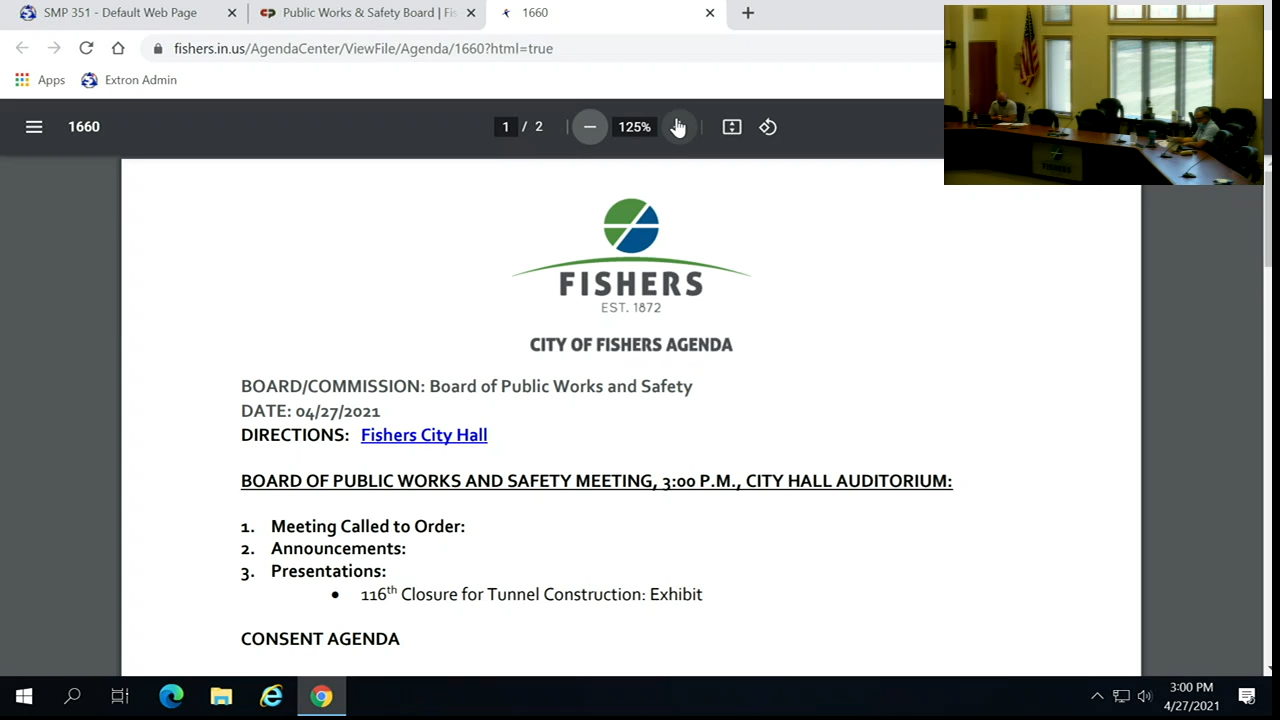 SMP 351 - Default Web Page
Public Works & Safety Board | Fis
1660
fishers.in.us/AgendaCenter/ViewFile/Agenda/1660?html=true
Apps
Extron Admin
1660
1 / 2
125%
FISHERS
EST. 1872
CITY OF FISHERS AGENDA
BOARD/COMMISSION: Board of Public Works and Safety
DATE: 04/27/2021
DIRECTIONS: Fishers City Hall
BOARD OF PUBLIC WORKS AND SAFETY MEETING, 3:00 P.M., CITY HALL AUDITORIUM:
1. Meeting Called to Order:
2. Announcements:
3. Presentations:
• 116th Closure for Tunnel Construction: Exhibit
CONSENT AGENDA
3:00 PM
4/27/2021